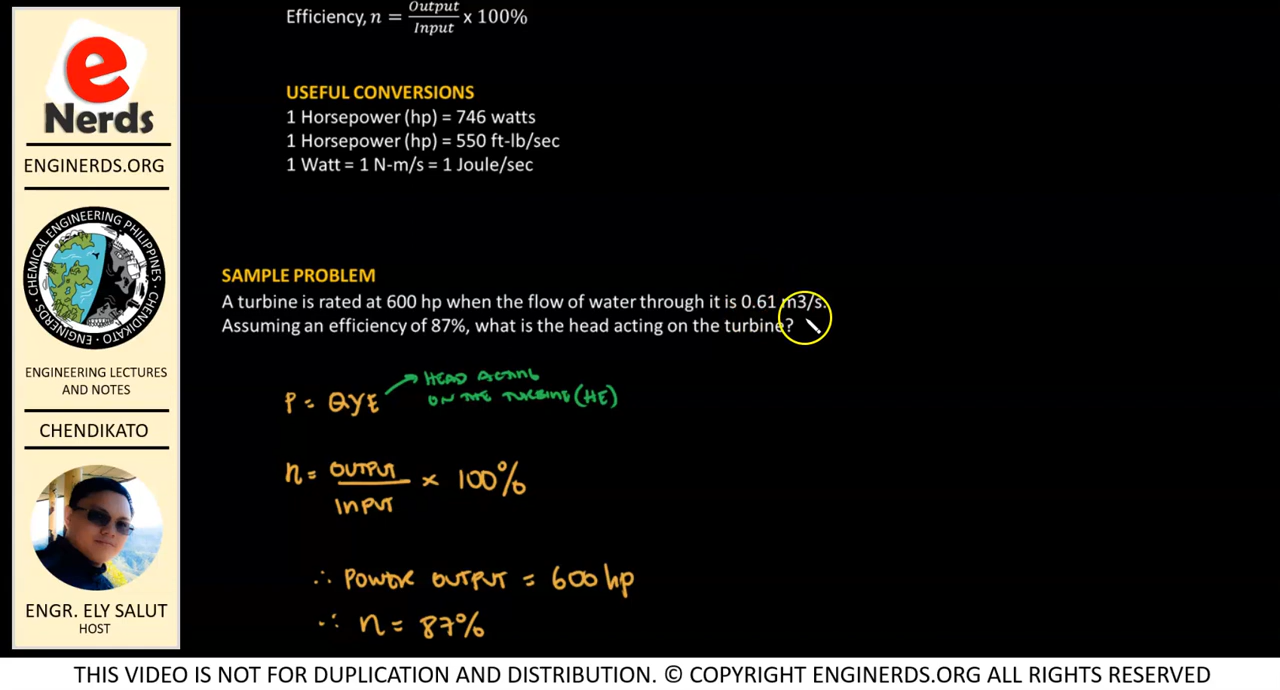 Efficiency, n = Output/Input x 100%
e
Nerds
ENGINERDS.ORG
CHEMICAL ENGINEERING PHILIPPINES
• CHENDIKATO •
ENGINEERING LECTURES
AND NOTES
CHENDIKATO
ENGR. ELY SALUT
HOST
USEFUL CONVERSIONS
1 Horsepower (hp) = 746 watts
1 Horsepower (hp) = 550 ft-lb/sec
1 Watt = 1 N-m/s = 1 Joule/sec
SAMPLE PROBLEM
A turbine is rated at 600 hp when the flow of water through it is 0.61 m3/s.
Assuming an efficiency of 87%, what is the head acting on the turbine?
P = QγE
HEAD ACTING
ON THE TURBINE (HE)
n = OUTPUT/INPUT × 100%
∴ POWER OUTPUT = 600 hp
∴ n = 87%
THIS VIDEO IS NOT FOR DUPLICATION AND DISTRIBUTION. © COPYRIGHT ENGINERDS.ORG ALL RIGHTS RESERVED